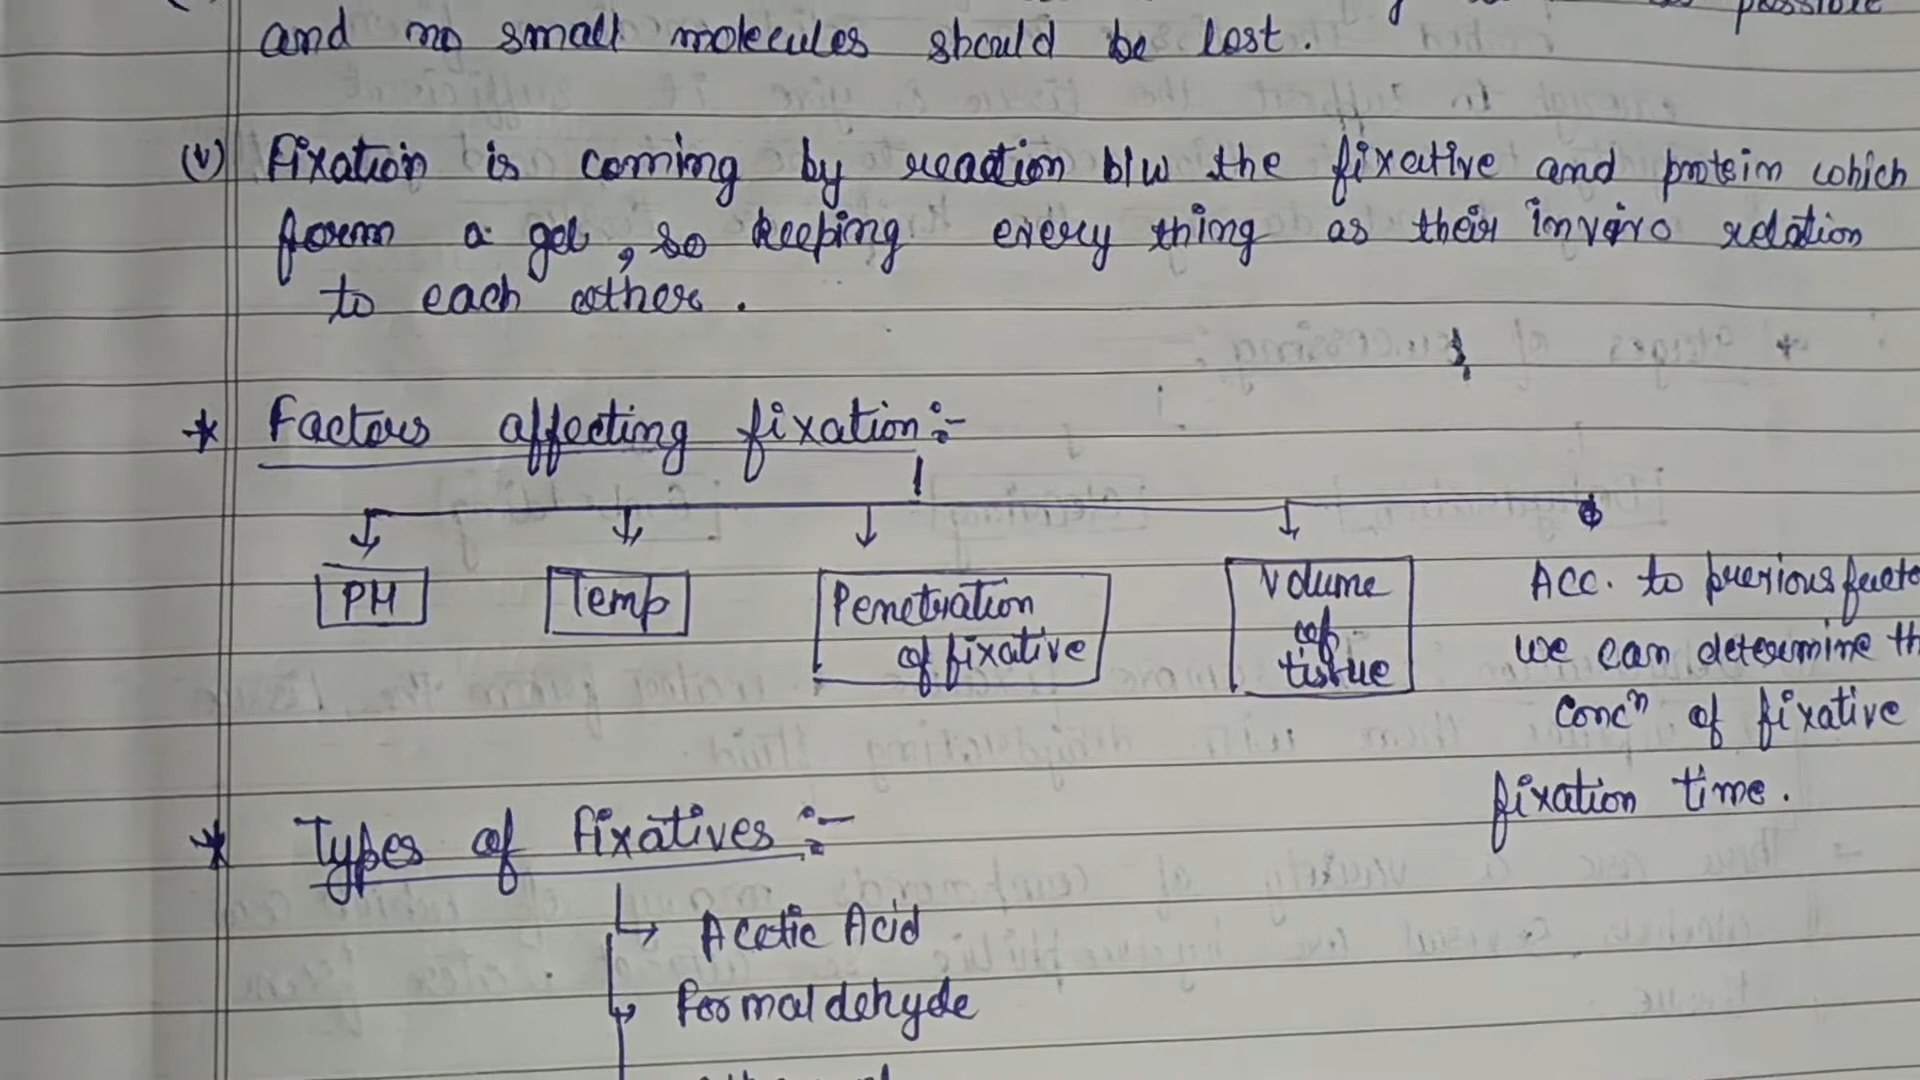 possible
and no small molecules should be lost.
(v) Fixation is coming by reaction b/w the fixative and protein which
form a gel, so keeping every thing as their invivo relation
to each other.
* Factors affecting fixation :-
PH
Temp
Penetration
of fixative
Volume
of
tissue
Acc. to previous facto
we can determine th
concⁿ of fixative
fixation time.
* Types of fixatives :-
Acetic Acid
Formaldehyde